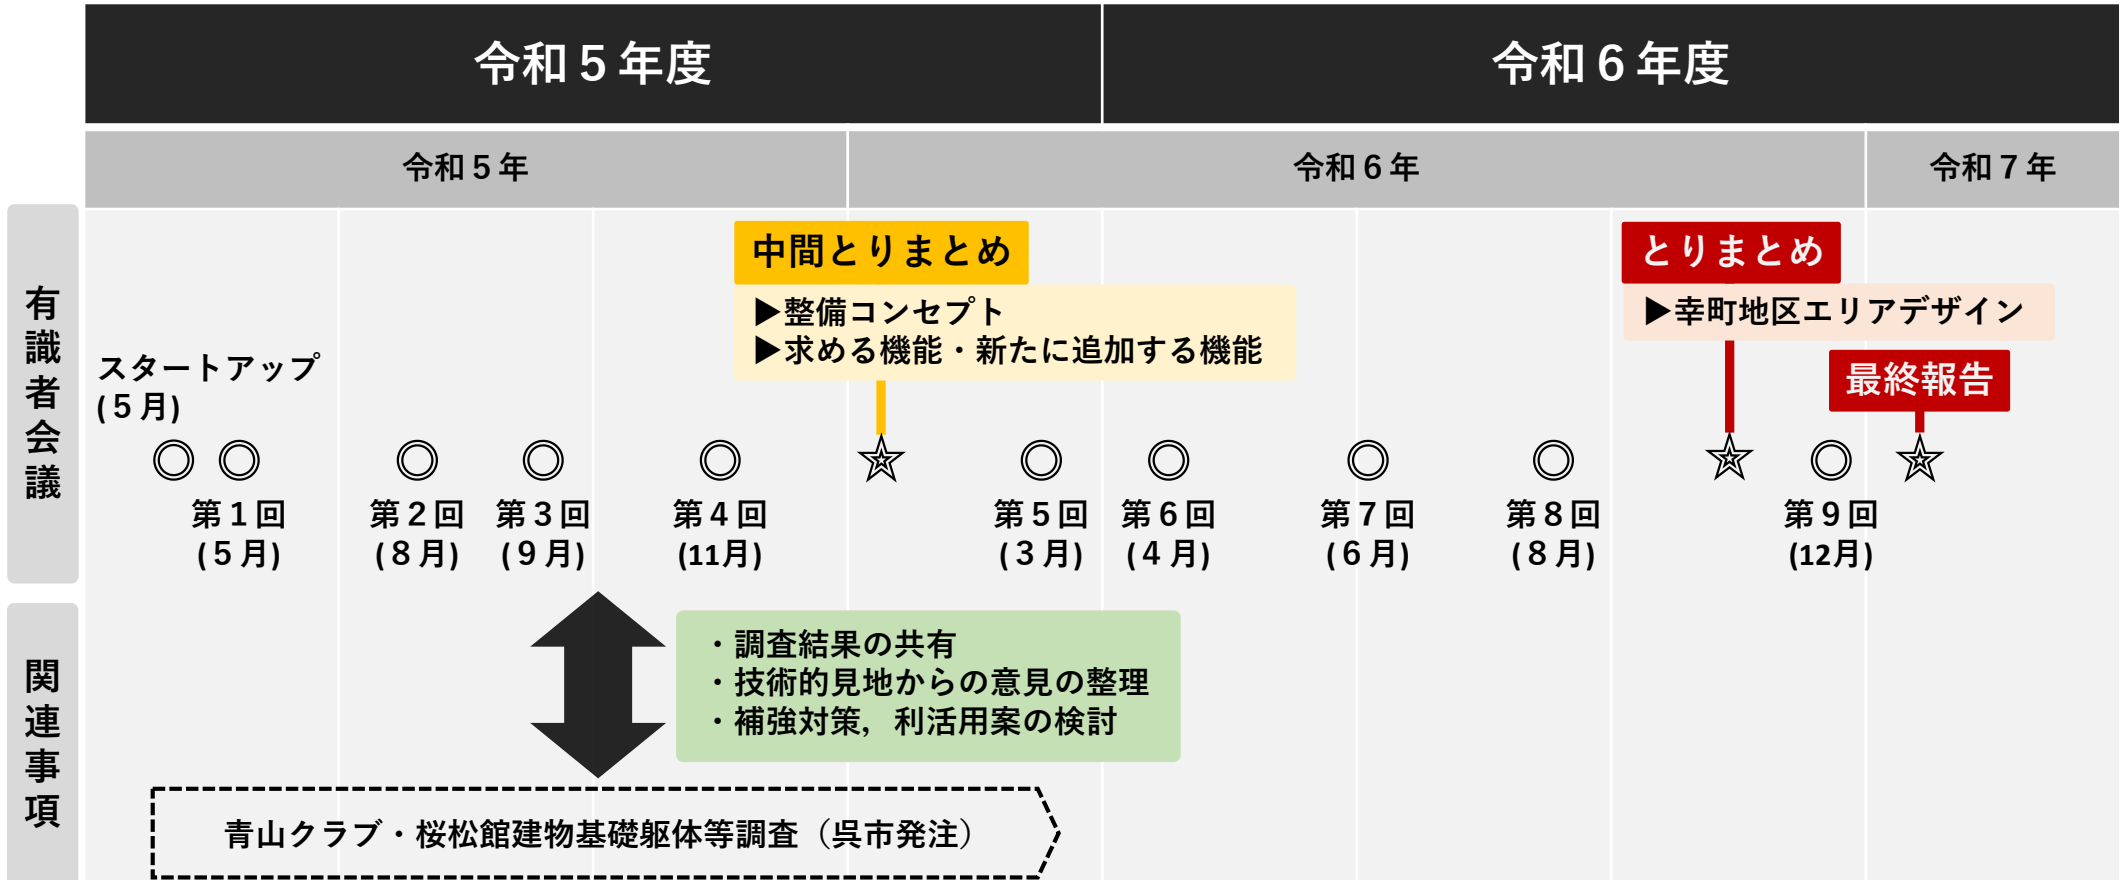 令和５年度
令和６年度
令和５年
令和６年
令和７年
有識者会議
中間とりまとめ
▶整備コンセプト
▶求める機能・新たに追加する機能
とりまとめ
▶幸町地区エリアデザイン
最終報告
スタートアップ
(５月)
第１回
(５月)
第２回
(８月)
第３回
(９月)
第４回
(11月)
第５回
(３月)
第６回
(４月)
第７回
(６月)
第８回
(８月)
第９回
(12月)
関連事項
・調査結果の共有
・技術的見地からの意見の整理
・補強対策，利活用案の検討
青山クラブ・桜松館建物基礎躯体等調査（呉市発注）